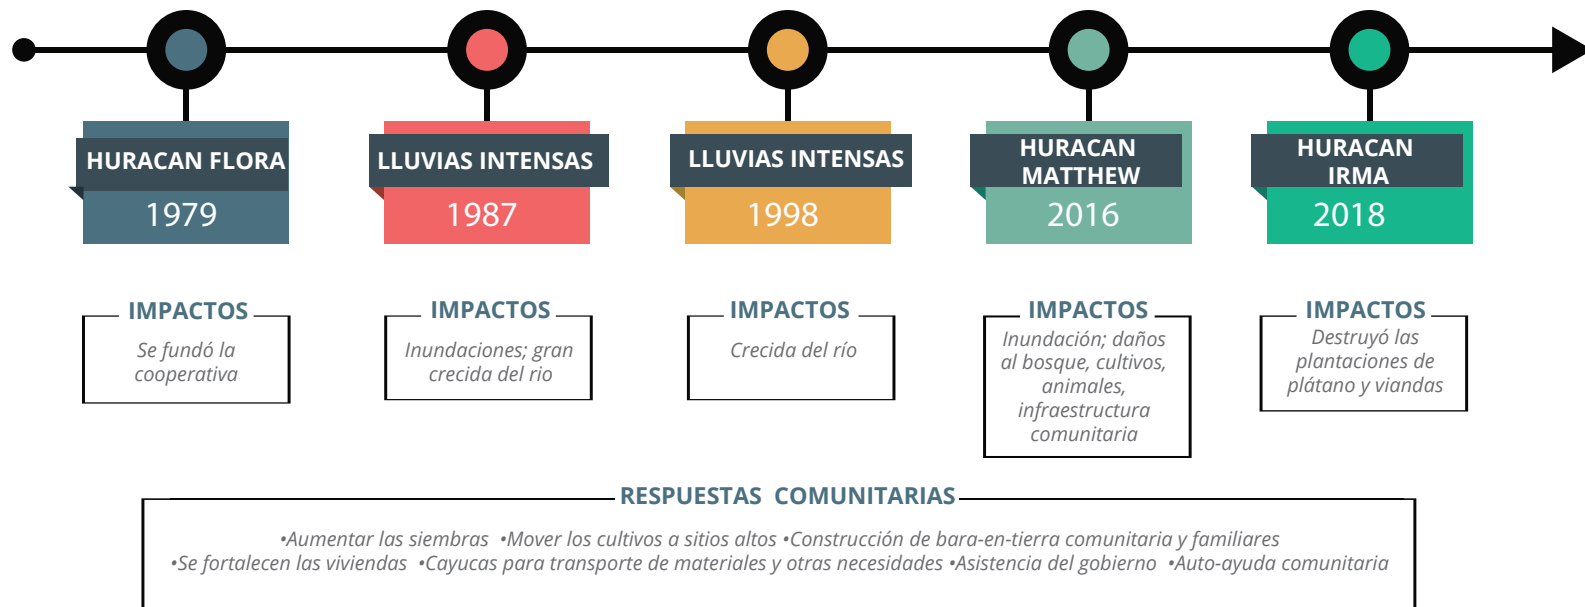 HURACAN FLORA
1979
LLUVIAS INTENSAS
1987
LLUVIAS INTENSAS
1998
HURACAN
MATTHEW
2016
HURACAN
IRMA
2018
IMPACTOS
Se fundó la
cooperativa
IMPACTOS
Inundaciones; gran
crecida del rio
IMPACTOS
Crecida del río
IMPACTOS
Inundación; daños
al bosque, cultivos,
animales,
infraestructura
comunitaria
IMPACTOS
Destruyó las
plantaciones de
plátano y viandas
RESPUESTAS COMUNITARIAS
•Aumentar las siembras •Mover los cultivos a sitios altos •Construcción de bara-en-tierra comunitaria y familiares
•Se fortalecen las viviendas •Cayucas para transporte de materiales y otras necesidades •Asistencia del gobierno •Auto-ayuda comunitaria